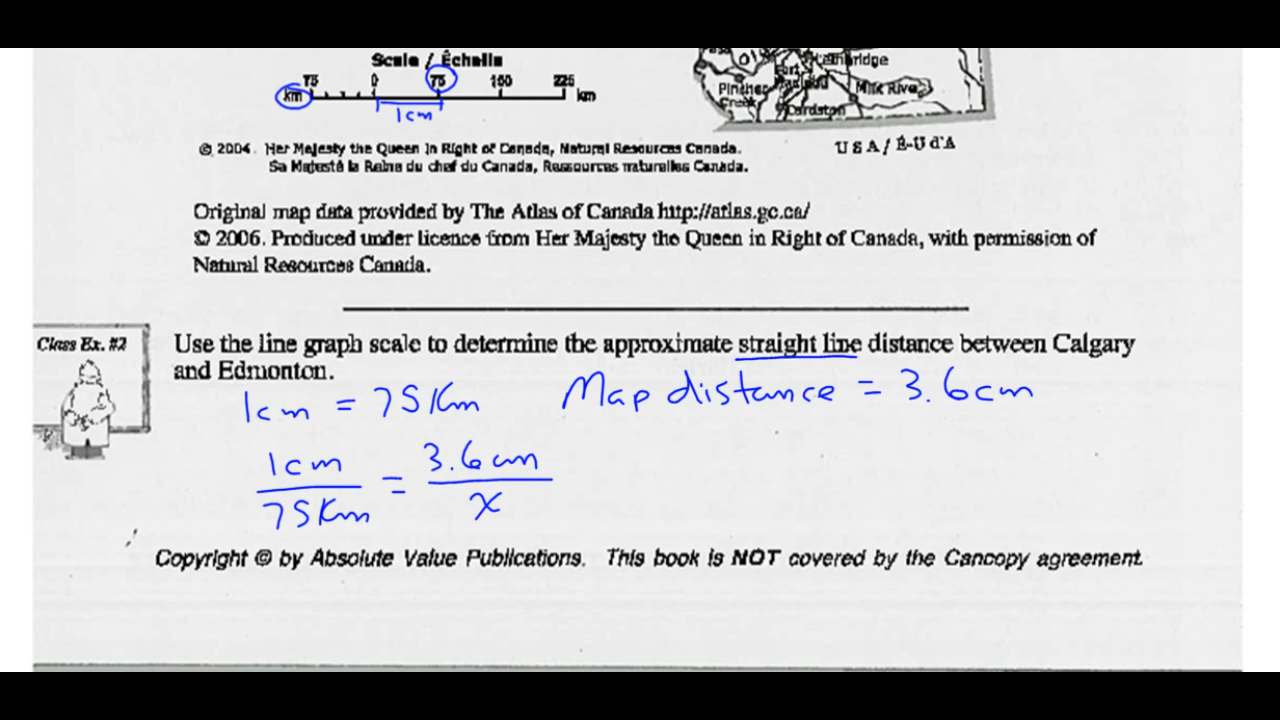 Scale / Échelle
75 0 75 150 225
km km
1cm
Lethbridge
Fort
Macleod
Pincher
Creek
Milk River
Cardston
USA / É-U d'A
© 2004. Her Majesty the Queen in Right of Canada, Natural Resources Canada.
Sa Majesté la Reine du chef du Canada, Ressources naturelles Canada.
Original map data provided by The Atlas of Canada http://atlas.gc.ca/
© 2006. Produced under licence from Her Majesty the Queen in Right of Canada, with permission of
Natural Resources Canada.
Class Ex. #2
Use the line graph scale to determine the approximate straight line distance between Calgary
and Edmonton.
1cm = 75Km Map distance = 3.6cm
1cm / 75Km = 3.6cm / x
Copyright © by Absolute Value Publications. This book is NOT covered by the Cancopy agreement.